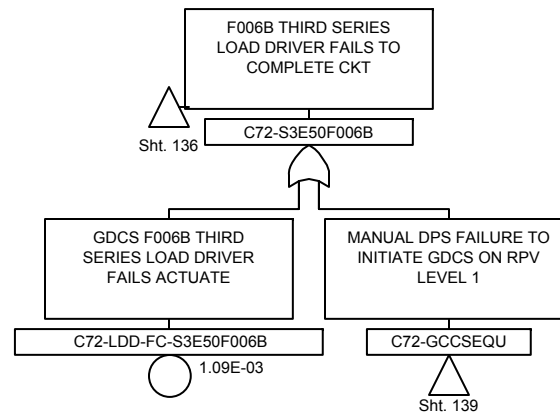 F006B THIRD SERIES
LOAD DRIVER FAILS TO
COMPLETE CKT
Sht. 136
C72-S3E50F006B
GDCS F006B THIRD
SERIES LOAD DRIVER
FAILS ACTUATE
C72-LDD-FC-S3E50F006B
1.09E-03
MANUAL DPS FAILURE TO
INITIATE GDCS ON RPV
LEVEL 1
C72-GCCSEQU
Sht. 139